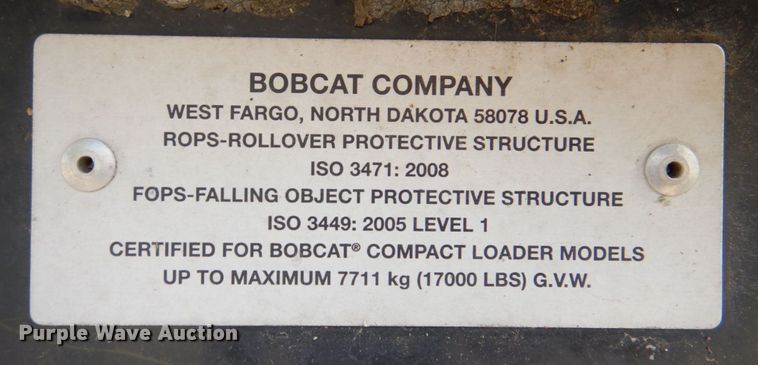 BOBCAT COMPANY
WEST FARGO, NORTH DAKOTA 58078 U.S.A.
ROPS-ROLLOVER PROTECTIVE STRUCTURE
ISO 3471: 2008
FOPS-FALLING OBJECT PROTECTIVE STRUCTURE
ISO 3449: 2005 LEVEL 1
CERTIFIED FOR BOBCAT® COMPACT LOADER MODELS
UP TO MAXIMUM 7711 kg (17000 LBS) G.V.W.
Purple Wave Auction